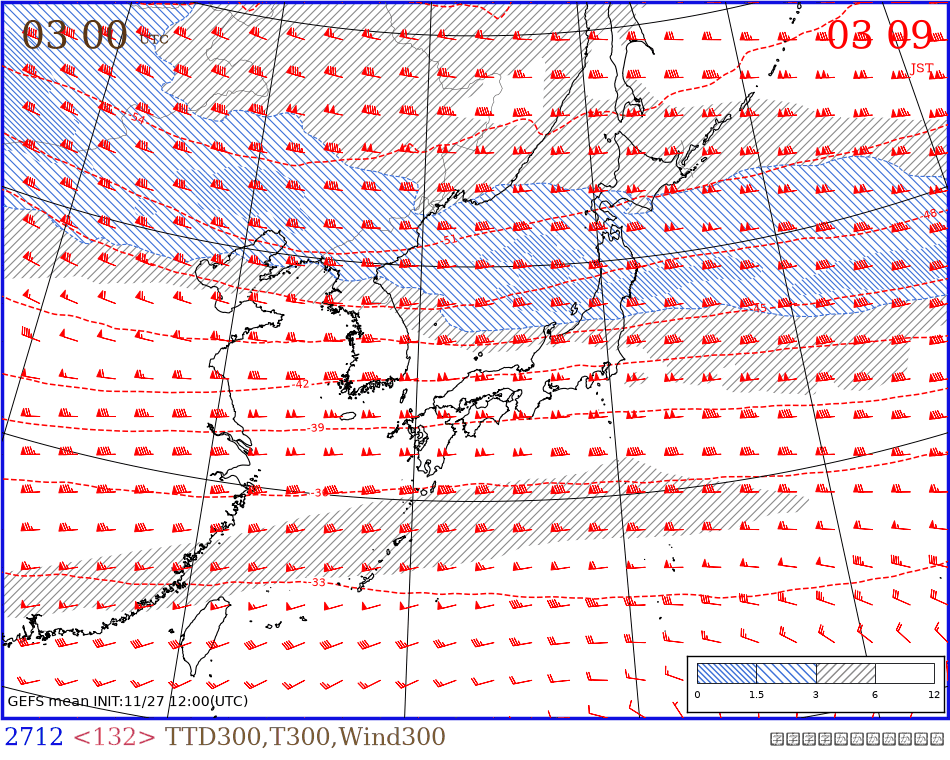 03 00 UTC
03 09
JST
-54
-51
-48
-45
-42
-39
-33
0 1.5 3 6 12
GEFS mean INIT:11/27 12:00(UTC)
2712 <132> TTD300,T300,Wind300